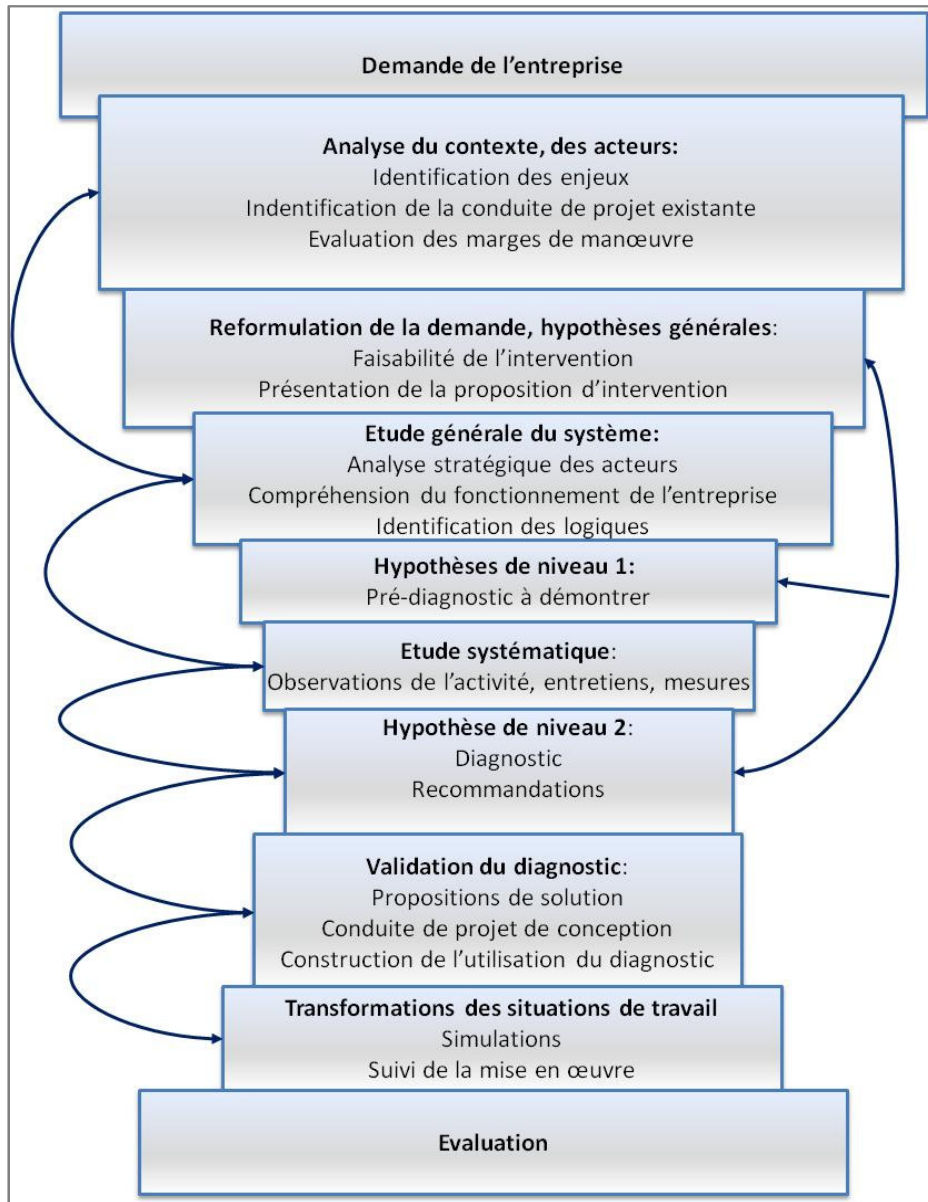 Demande de l’entreprise
Analyse du contexte, des acteurs:
Identification des enjeux
Indentification de la conduite de projet existante
Evaluation des marges de manœuvre
Reformulation de la demande, hypothèses générales:
Faisabilité de l’intervention
Présentation de la proposition d’intervention
Etude générale du système:
Analyse stratégique des acteurs
Compréhension du fonctionnement de l’entreprise
Identification des logiques
Hypothèses de niveau 1:
Pré-diagnostic à démontrer
Etude systématique:
Observations de l’activité, entretiens, mesures
Hypothèse de niveau 2:
Diagnostic
Recommandations
Validation du diagnostic:
Propositions de solution
Conduite de projet de conception
Construction de l’utilisation du diagnostic
Transformations des situations de travail
Simulations
Suivi de la mise en œuvre
Evaluation